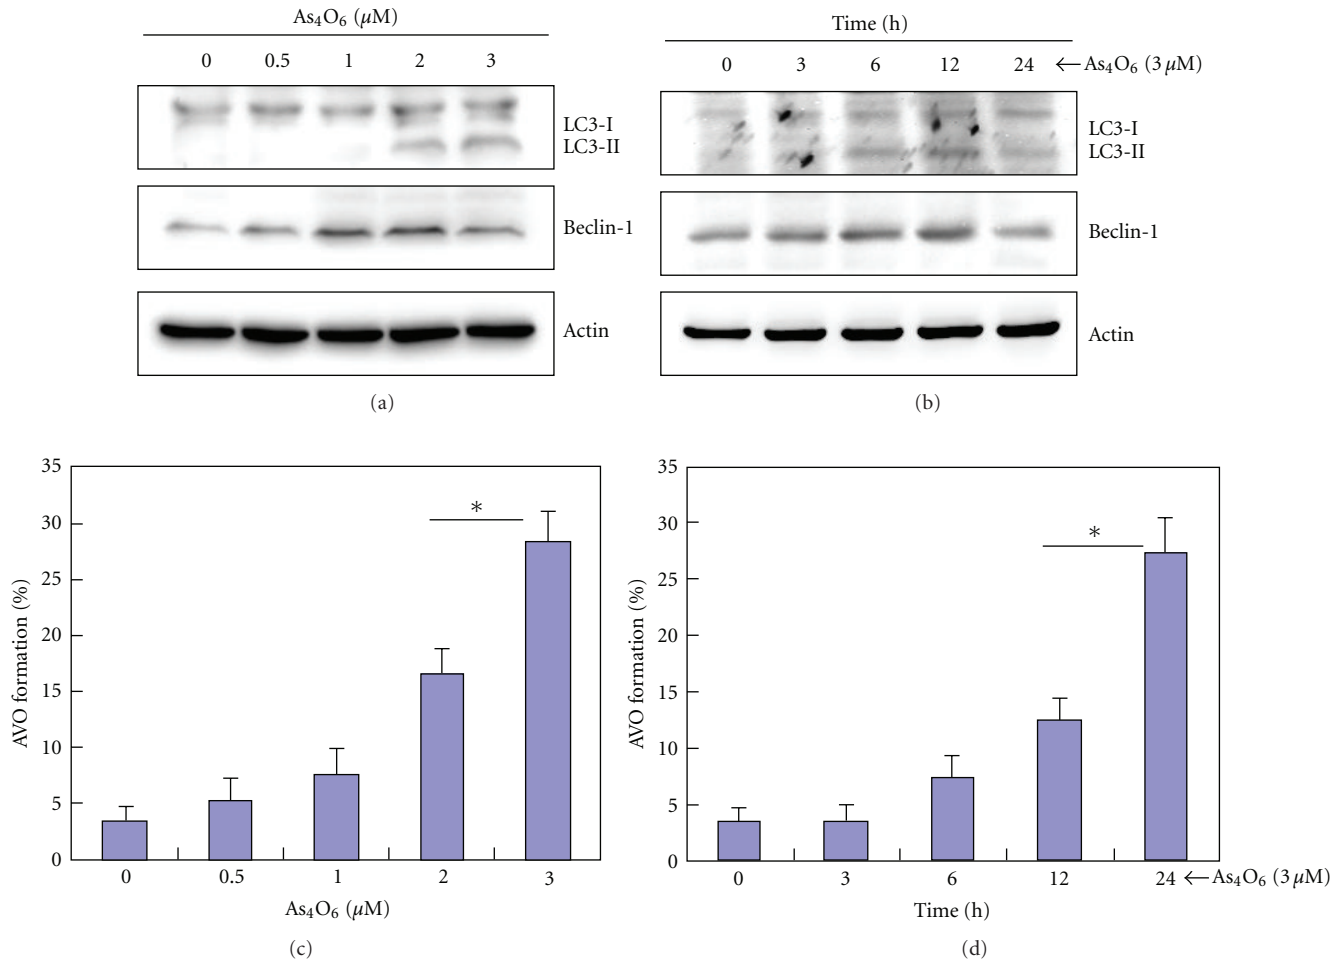 As₄O₆ (μM)
0 0.5 1 2 3
LC3-I
LC3-II
Beclin-1
Actin
(a)
Time (h)
0 3 6 12 24 ←As₄O₆ (3 μM)
LC3-I
LC3-II
Beclin-1
Actin
(b)
35
30
25
20
15
10
5
0
AVO formation (%)
*
0 0.5 1 2 3
As₄O₆ (μM)
(c)
35
30
25
20
15
10
5
0
AVO formation (%)
*
0 3 6 12 24 ←As₄O₆ (3 μM)
Time (h)
(d)